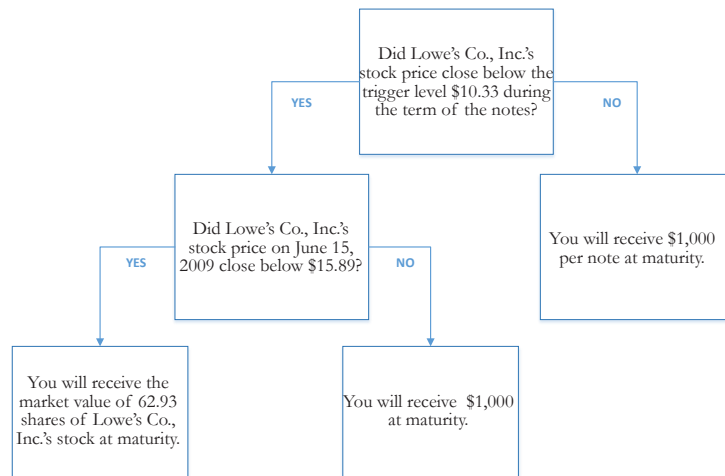 Did Lowe's Co., Inc.'s
stock price close below the
trigger level $10.33 during
the term of the notes?
YES
NO
Did Lowe's Co., Inc.'s
stock price on June 15,
2009 close below $15.89?
You will receive $1,000
per note at maturity.
YES
NO
You will receive the
market value of 62.93
shares of Lowe's Co.,
Inc.'s stock at maturity.
You will receive $1,000
at maturity.